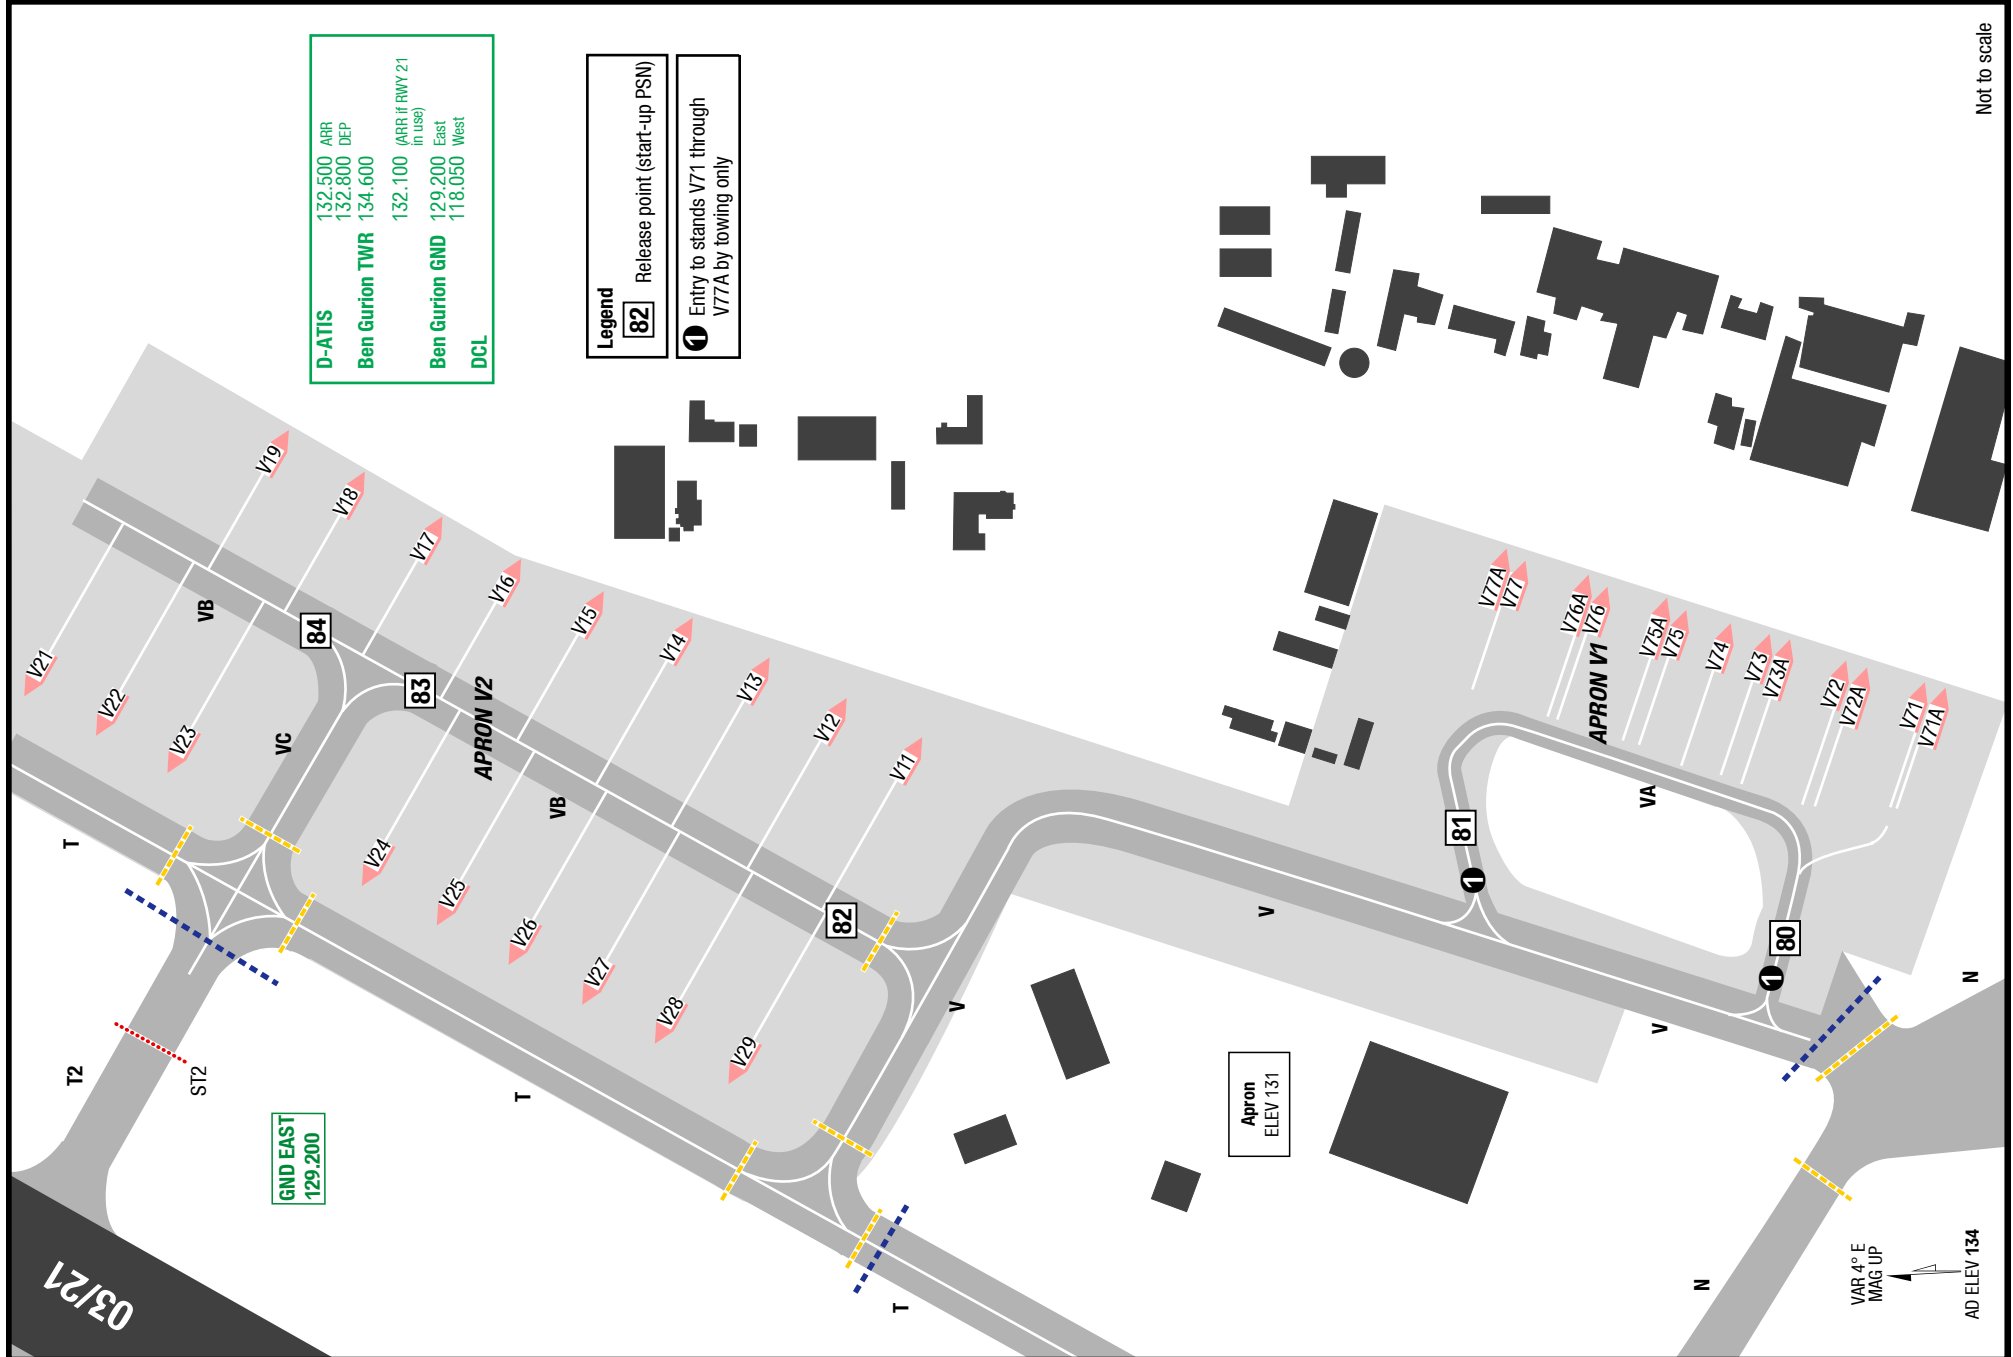 D-ATIS 132.500 ARR
132.800 DEP
Ben Gurion TWR 134.600
132.100 (ARR if RWY 21
in use)
Ben Gurion GND 129.200 East
118.050 West
DCL
Legend
82 Release point (start-up PSN)
1 Entry to stands V71 through
V77A by towing only
Not to scale
V19
V18
V17
V16
V15
V14
V13
V12
V11
V21
V22
V23
V24
V25
V26
V27
V28
V29
VB
84
83
VC
APRON V2
VB
82
T
T2
ST2
T
T
GND EAST
129.200
03/21
V
V
V
V77A
V77
V76A
V76
V75A
V75
V74
V73
V73A
V72
V72A
V71
V71A
APRON V1
VA
81
1
80
1
N
N
Apron
ELEV 131
VAR 4° E
MAG UP
AD ELEV 134